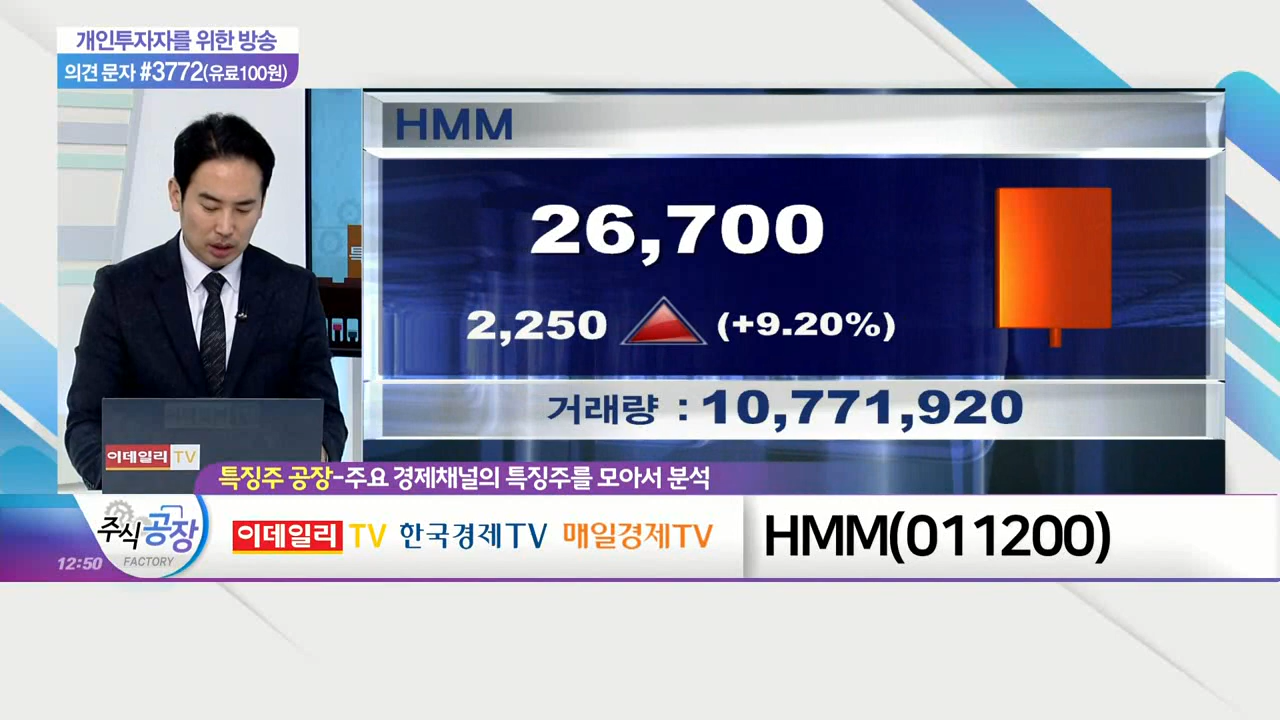 개인투자자를 위한 방송
의견 문자 #3772(유료100원)
HMM
26,700
2,250 (+9.20%)
거래량 : 10,771,920
이데일리 TV
특징주 공장-주요 경제채널의 특징주를 모아서 분석
주식공장
FACTORY
12:50
이데일리 TV 한국경제TV 매일경제TV
HMM(011200)